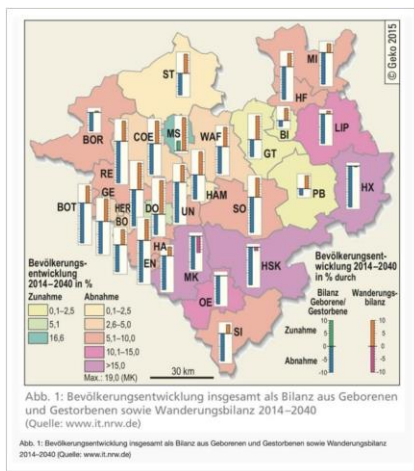 © Geko 2015
ST
MI
HF
BOR
COE
MS
WAF
BI
LIP
GT
RE
GE
HAM
PB
HX
BOT
HER
BO
DO
UN
SO
HA
EN
MK
HSK
OE
SI
Bevölkerungs-
entwicklung
2014–2040 in %
Zunahme
0,1–2,5
5,1
16,6
Abnahme
0,1–2,5
2,6–5,0
5,1–10,0
10,1–15,0
>15,0
Max.: 19,0 (MK)
30 km
Bevölkerungsent-
wicklung 2014–2040
in % durch
Bilanz
Geborene/
Gestorbene
Wanderungs-
bilanz
Zunahme
Abnahme
10
5
0
-5
-10
Abb. 1: Bevölkerungsentwicklung insgesamt als Bilanz aus Geborenen
und Gestorbenen sowie Wanderungsbilanz 2014–2040
(Quelle: www.it.nrw.de)
Abb. 1: Bevölkerungsentwicklung insgesamt als Bilanz aus Geborenen und Gestorbenen sowie Wanderungsbilanz
2014–2040 (Quelle: www.it.nrw.de)